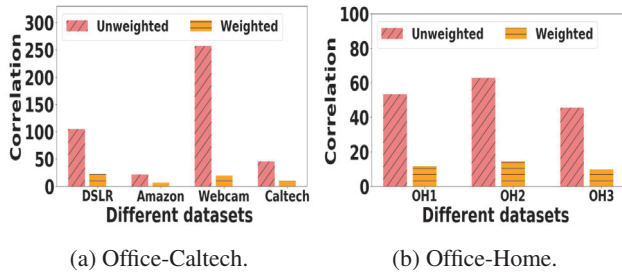 Correlation
300
250
200
150
100
50
0
Unweighted
Weighted
DSLR
Amazon
Webcam
Caltech
Different datasets
(a) Office-Caltech.
Correlation
100
80
60
40
20
0
Unweighted
Weighted
OH1
OH2
OH3
Different datasets
(b) Office-Home.